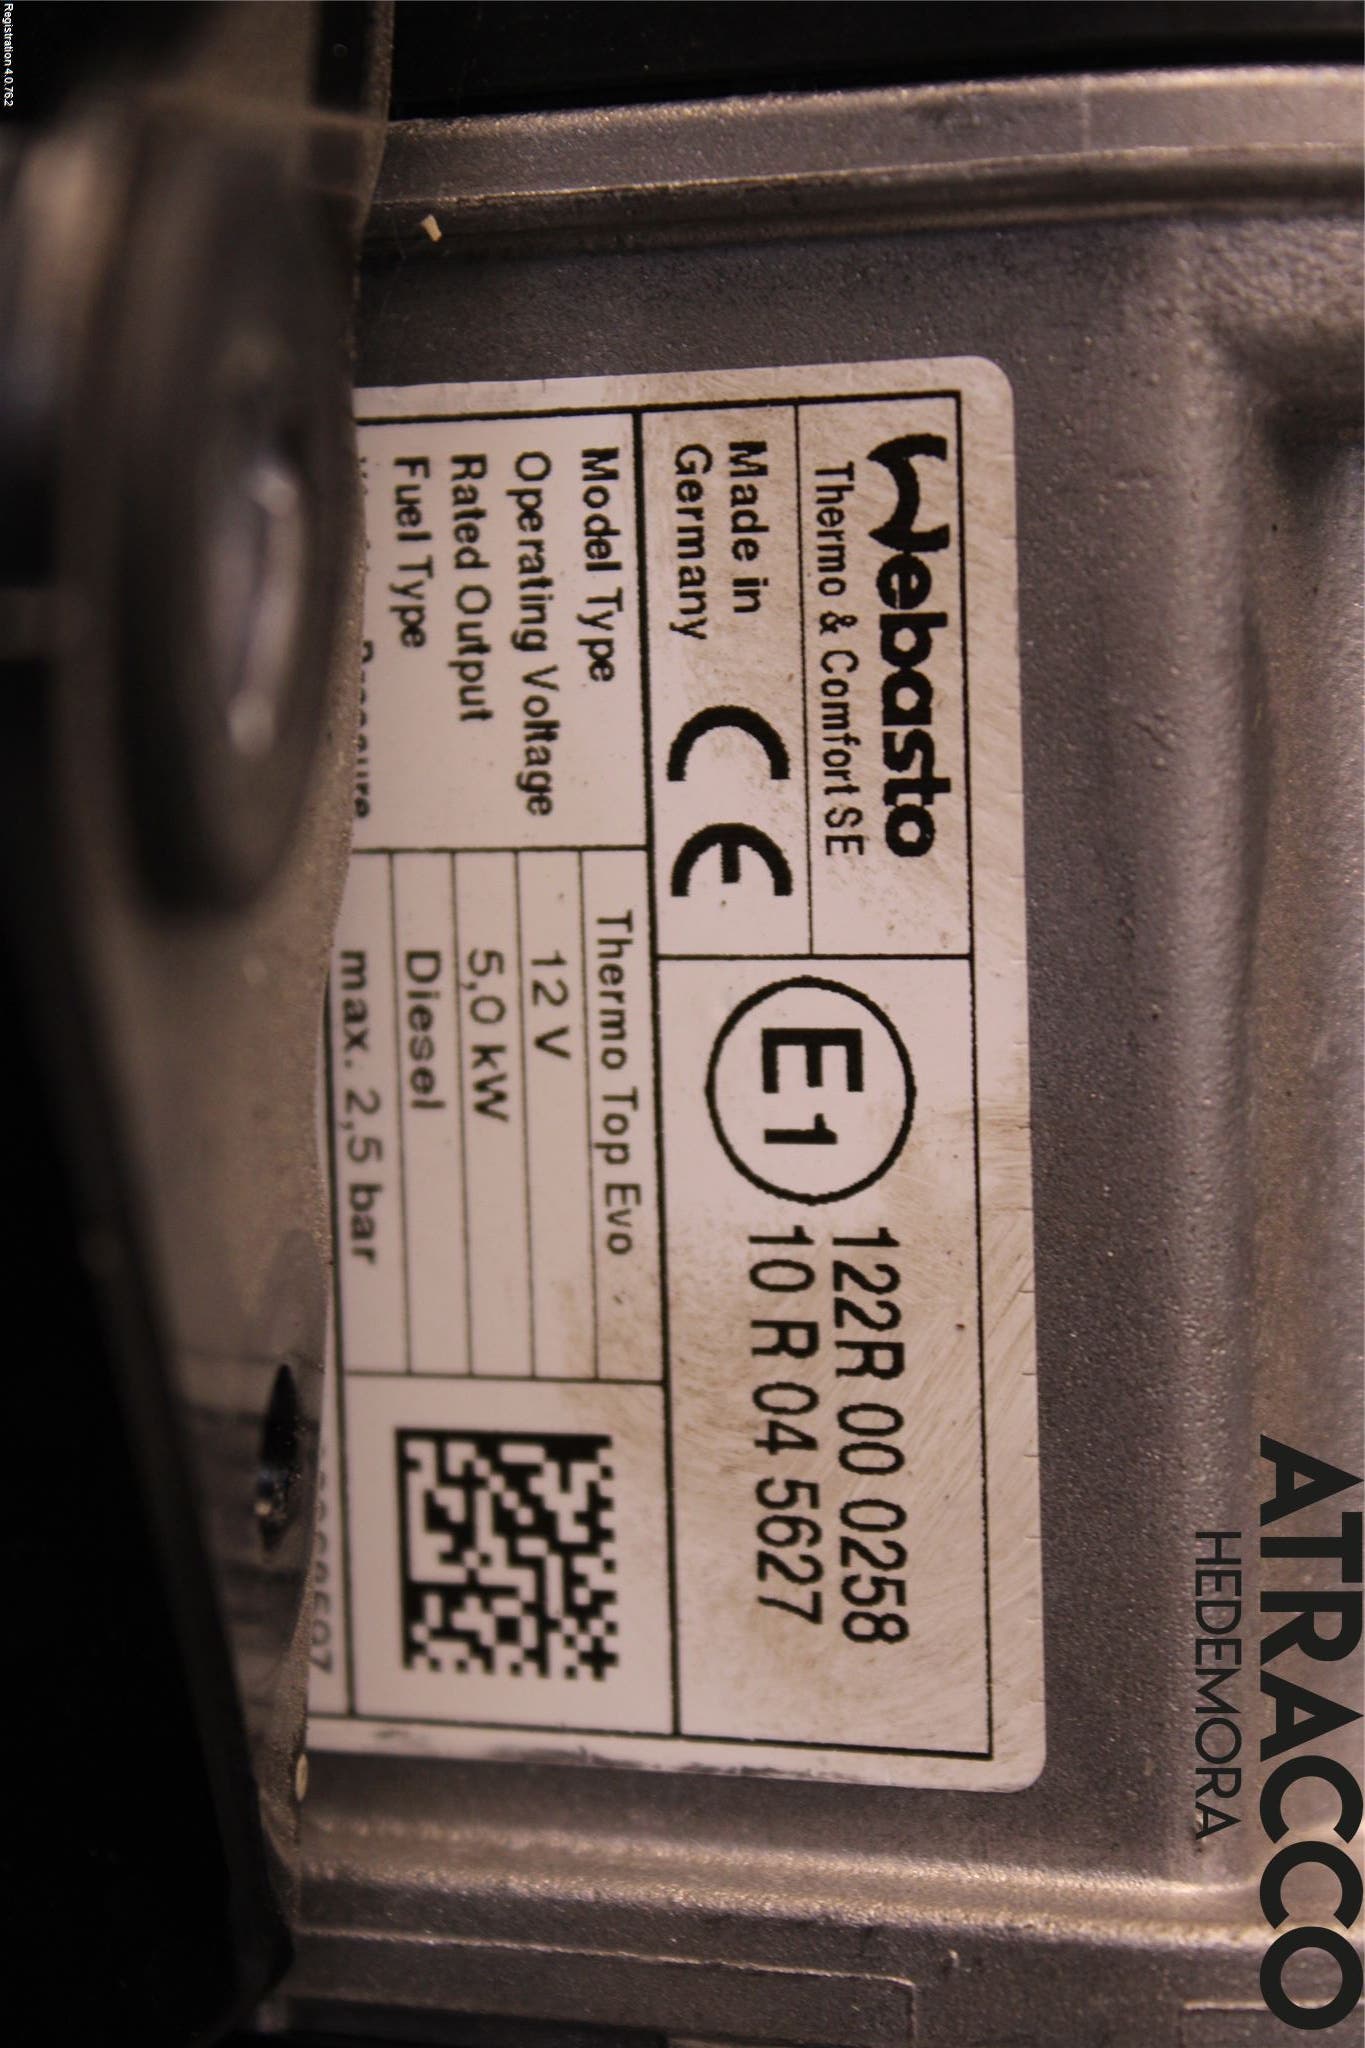 Registration 4.0.762
Webasto
Thermo & Comfort SE
Made in
Germany
CE
E1
122R 00 0258
10 R 04 5627
Model Type Thermo Top Evo
Operating Voltage 12 V
Rated Output 5,0 kW
Fuel Type Diesel
Pressure max. 2,5 bar
ATRACCO
HEDEMORA